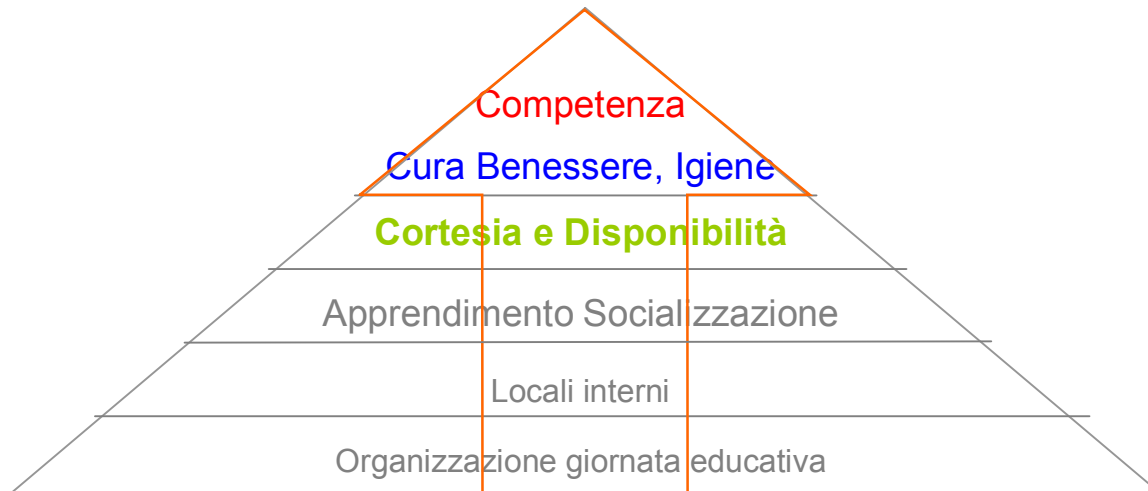 Competenza
Cura Benessere, Igiene
Cortesia e Disponibilità
Apprendimento Socializzazione
Locali interni
Organizzazione giornata educativa